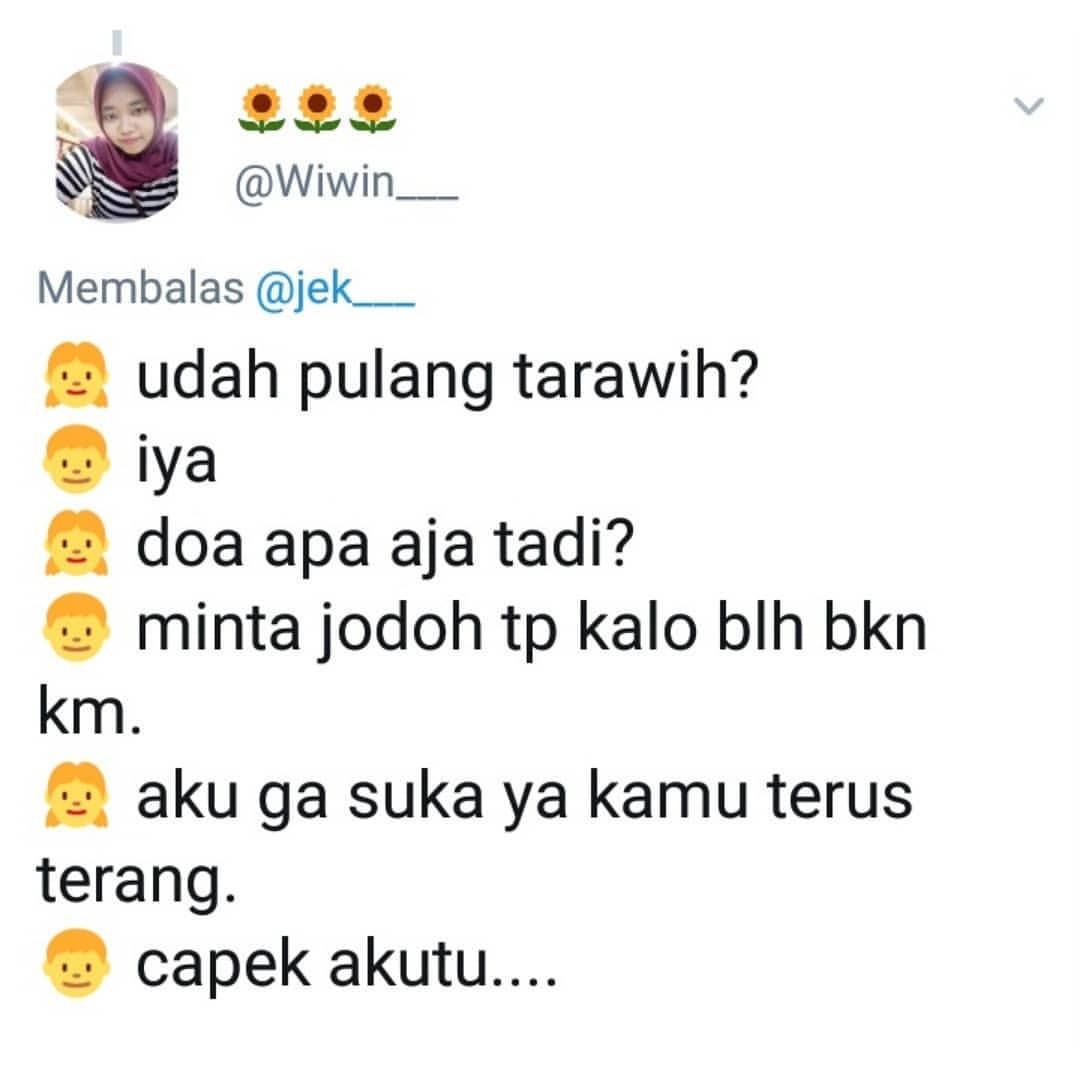 🌻🌻🌻
@Wiwin___
Membalas @jek___
👧 udah pulang tarawih?
👦 iya
👧 doa apa aja tadi?
👦 minta jodoh tp kalo blh bkn
km.
👧 aku ga suka ya kamu terus
terang.
👦 capek akutu....